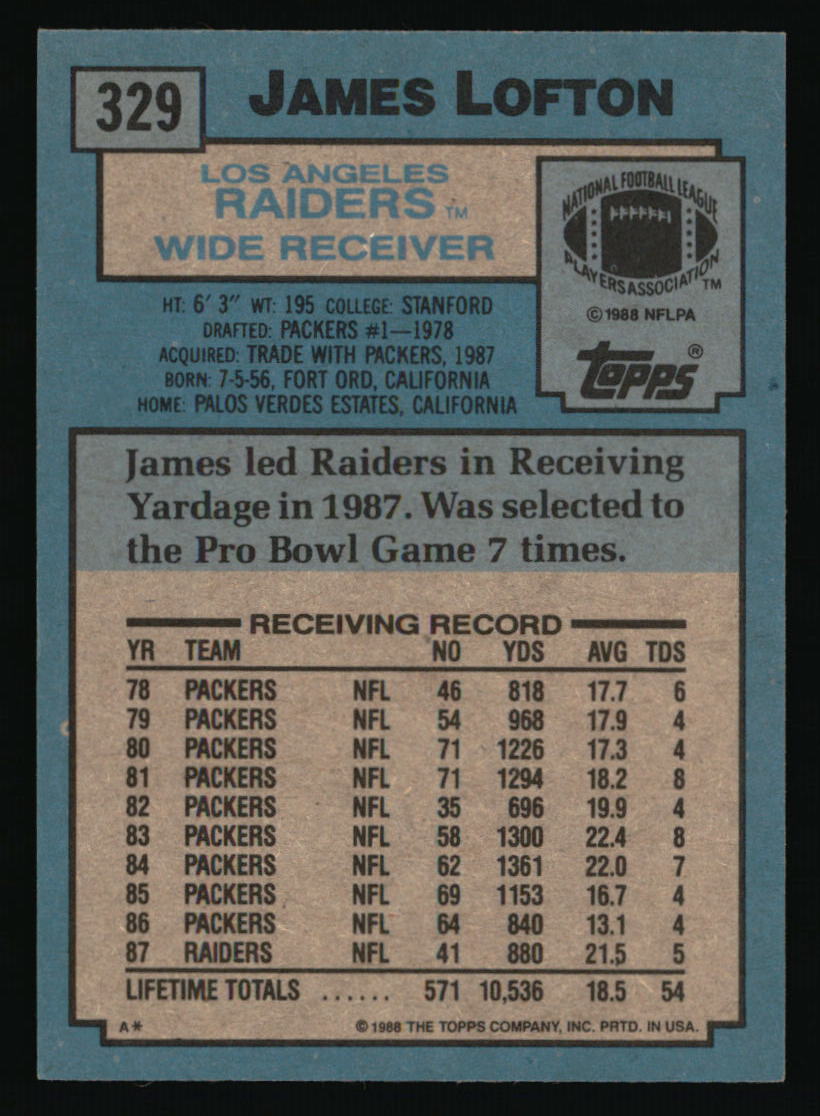 329
JAMES LOFTON
LOS ANGELES
RAIDERS TM
WIDE RECEIVER
NATIONAL FOOTBALL LEAGUE
PLAYERS ASSOCIATION TM
© 1988 NFLPA
Topps®
HT: 6' 3" WT: 195 COLLEGE: STANFORD
DRAFTED: PACKERS #1—1978
ACQUIRED: TRADE WITH PACKERS, 1987
BORN: 7-5-56, FORT ORD, CALIFORNIA
HOME: PALOS VERDES ESTATES, CALIFORNIA
James led Raiders in Receiving
Yardage in 1987. Was selected to
the Pro Bowl Game 7 times.
RECEIVING RECORD
YR TEAM NO YDS AVG TDS
78 PACKERS NFL 46 818 17.7 6
79 PACKERS NFL 54 968 17.9 4
80 PACKERS NFL 71 1226 17.3 4
81 PACKERS NFL 71 1294 18.2 8
82 PACKERS NFL 35 696 19.9 4
83 PACKERS NFL 58 1300 22.4 8
84 PACKERS NFL 62 1361 22.0 7
85 PACKERS NFL 69 1153 16.7 4
86 PACKERS NFL 64 840 13.1 4
87 RAIDERS NFL 41 880 21.5 5
LIFETIME TOTALS ...... 571 10,536 18.5 54
A* © 1988 THE TOPPS COMPANY, INC. PRTD. IN USA.